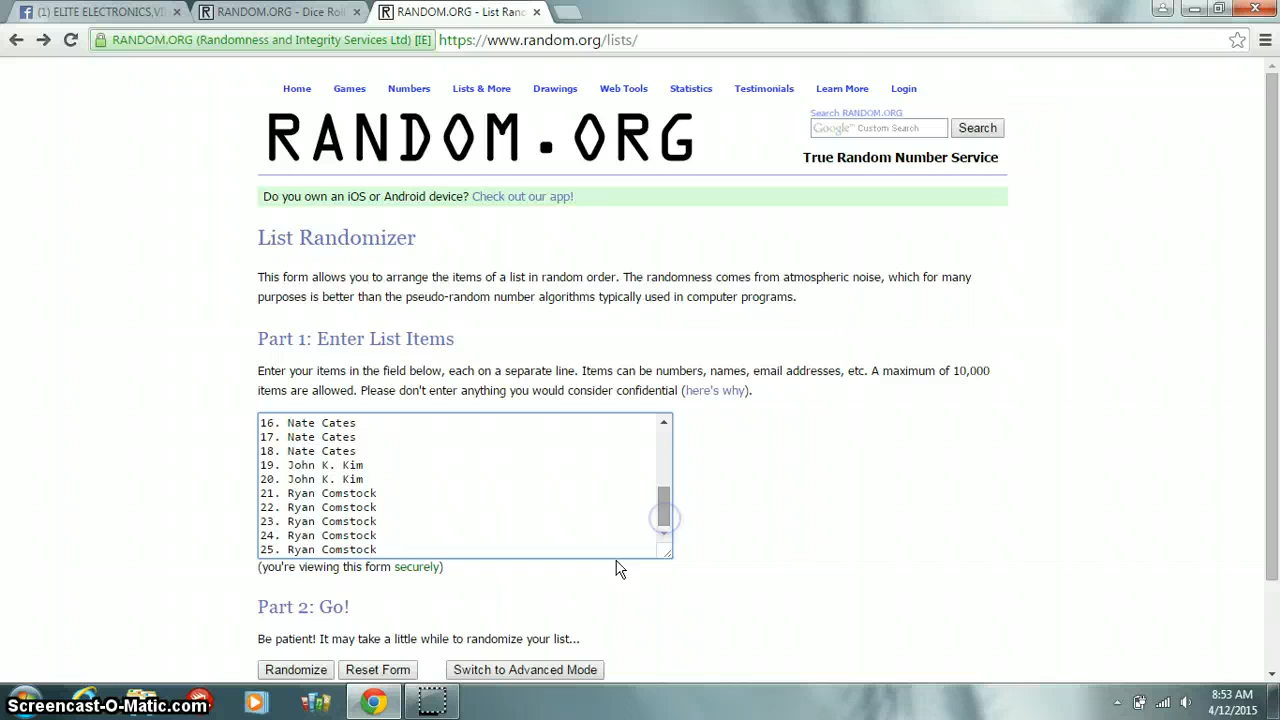 (1) ELITE ELECTRONICS,VI
RANDOM.ORG - Dice Roll
RANDOM.ORG - List Rand
RANDOM.ORG (Randomness and Integrity Services Ltd) [IE]
https://www.random.org/lists/
Home Games Numbers Lists & More Drawings Web Tools Statistics Testimonials Learn More Login
RANDOM.ORG
Search RANDOM.ORG
Google™ Custom Search Search
True Random Number Service
Do you own an iOS or Android device? Check out our app!
List Randomizer
This form allows you to arrange the items of a list in random order. The randomness comes from atmospheric noise, which for many
purposes is better than the pseudo-random number algorithms typically used in computer programs.
Part 1: Enter List Items
Enter your items in the field below, each on a separate line. Items can be numbers, names, email addresses, etc. A maximum of 10,000
items are allowed. Please don't enter anything you would consider confidential (here's why).
16. Nate Cates
17. Nate Cates
18. Nate Cates
19. John K. Kim
20. John K. Kim
21. Ryan Comstock
22. Ryan Comstock
23. Ryan Comstock
24. Ryan Comstock
25. Ryan Comstock
(you're viewing this form securely)
Part 2: Go!
Be patient! It may take a little while to randomize your list...
Randomize Reset Form Switch to Advanced Mode
Screencast-O-Matic.com
8:53 AM
4/12/2015